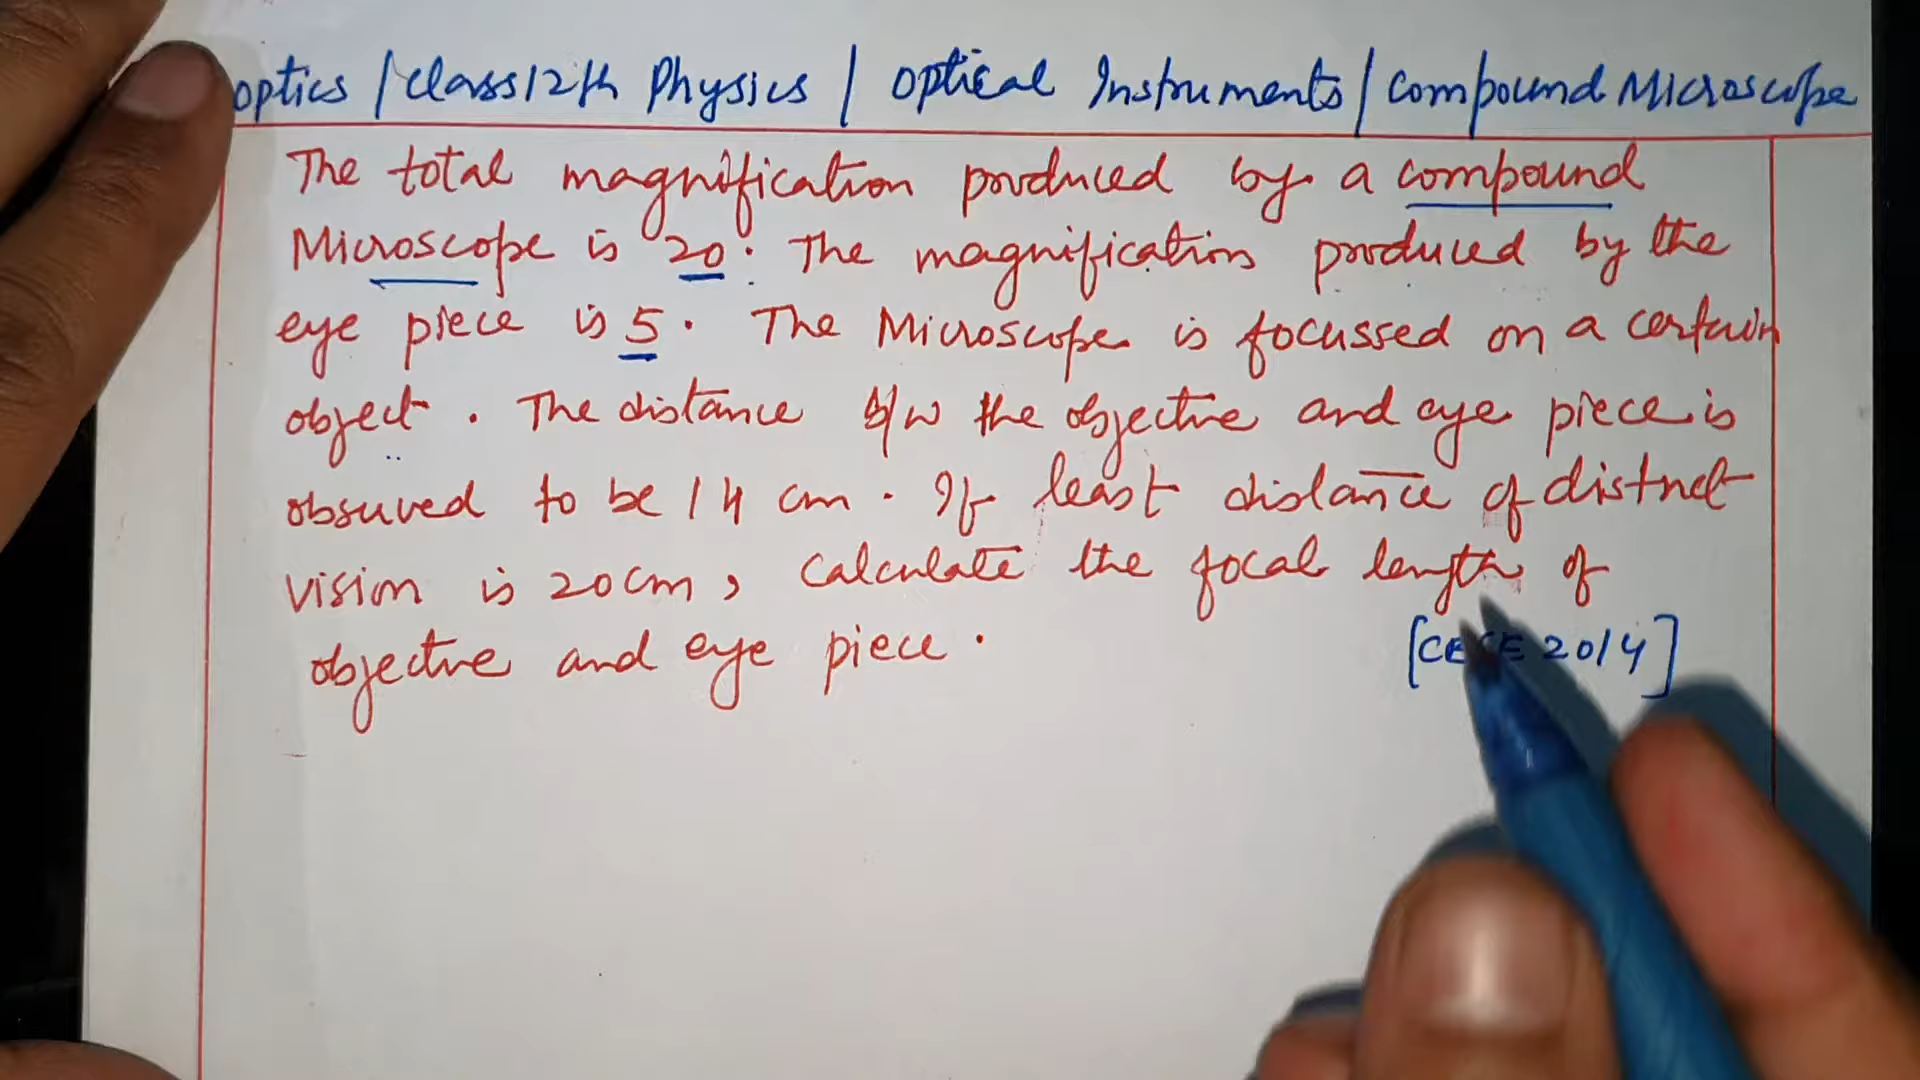 optics / class 12th Physics / optical Instruments / compound Microscope
The total magnification produced by a compound
Microscope is 20. The magnification produced by the
eye piece is 5. The Microscope is focussed on a certain
object. The distance b/w the objective and eye piece is
observed to be 14 cm. If least distance of distinct
vision is 20cm, calculate the focal length of
objective and eye piece.
2014]